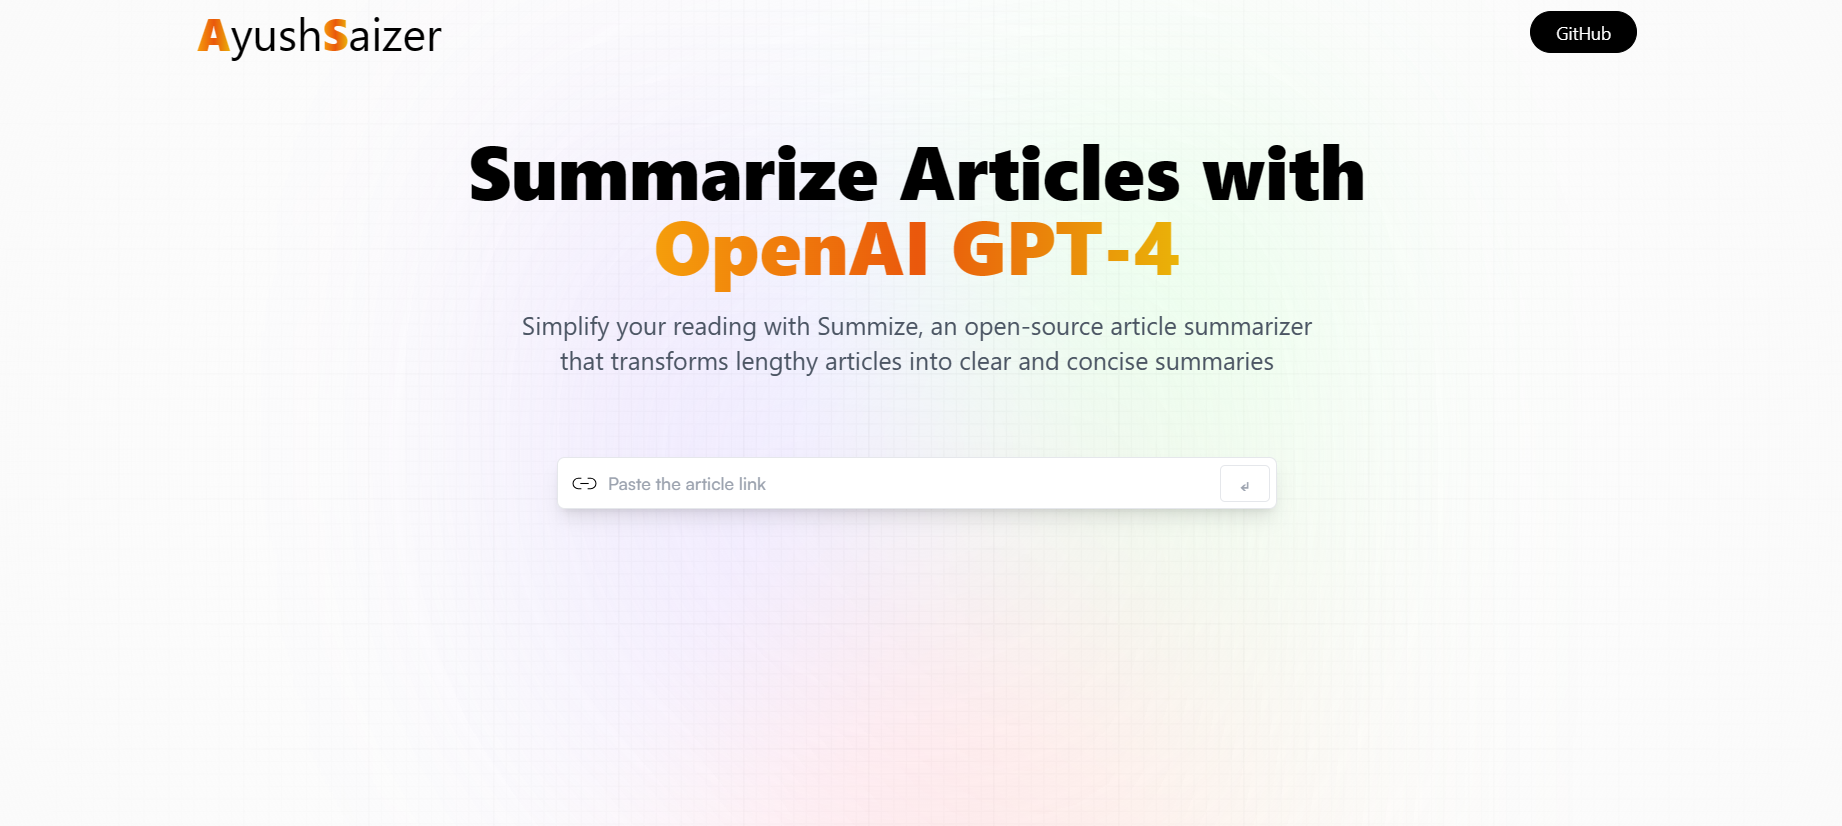 AyushSaizer
GitHub
Summarize Articles with
OpenAI GPT-4
Simplify your reading with Summize, an open-source article summarizer
that transforms lengthy articles into clear and concise summaries
Paste the article link
↲